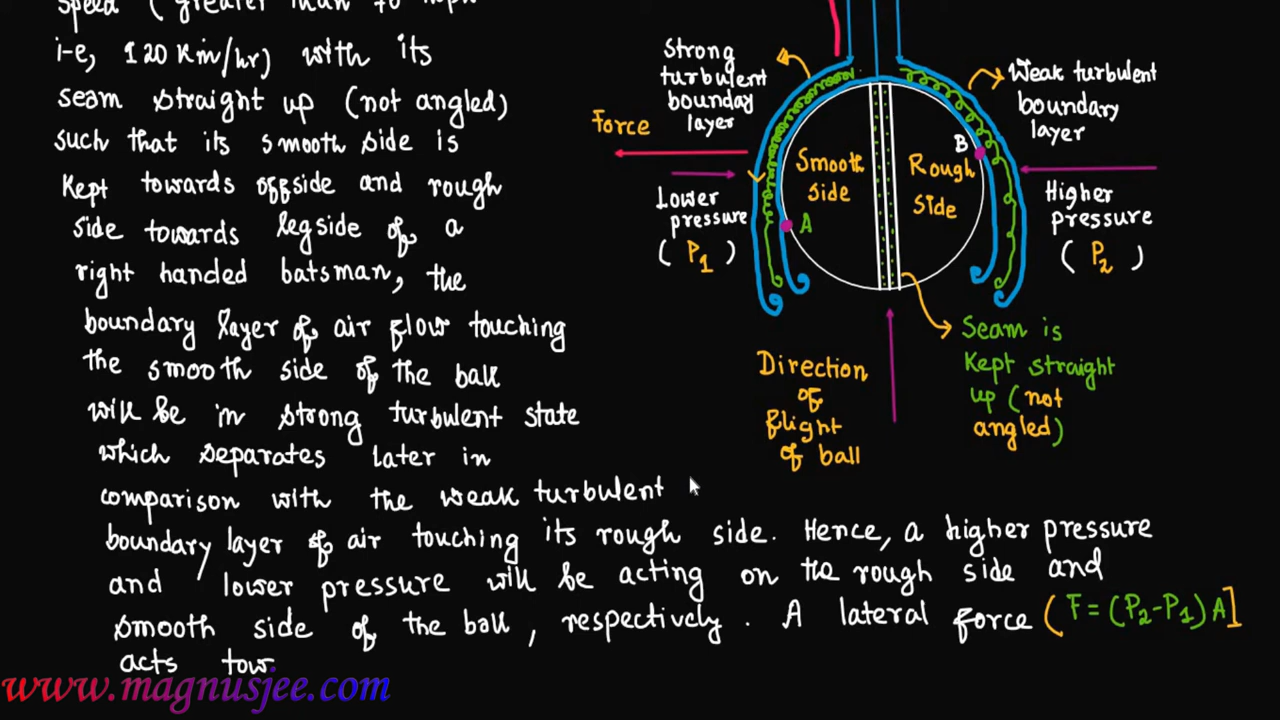 speed (greater than 70 mph
i-e, 120 Km/hr) with its
seam straight up (not angled)
such that its smooth side is
kept towards offside and rough
side towards legside of a
right handed batsman, the
boundary layer of air flow touching
the smooth side of the ball
will be in strong turbulent state
which separates later in
comparison with the weak turbulent
boundary layer of air touching its rough side. Hence, a higher pressure
and lower pressure will be acting on the rough side and
smooth side of the ball, respectively. A lateral force (F = (P2-P1) A]
acts tow
Strong
turbulent
bounday
layer
Force
Lower
pressure
(P1)
Smooth
side
A
Rough
side
B
Weak turbulent
boundary
layer
Higher
pressure
(P2)
Direction
of
flight
of ball
Seam is
Kept straight
up (not
angled)
www.magnusjee.com